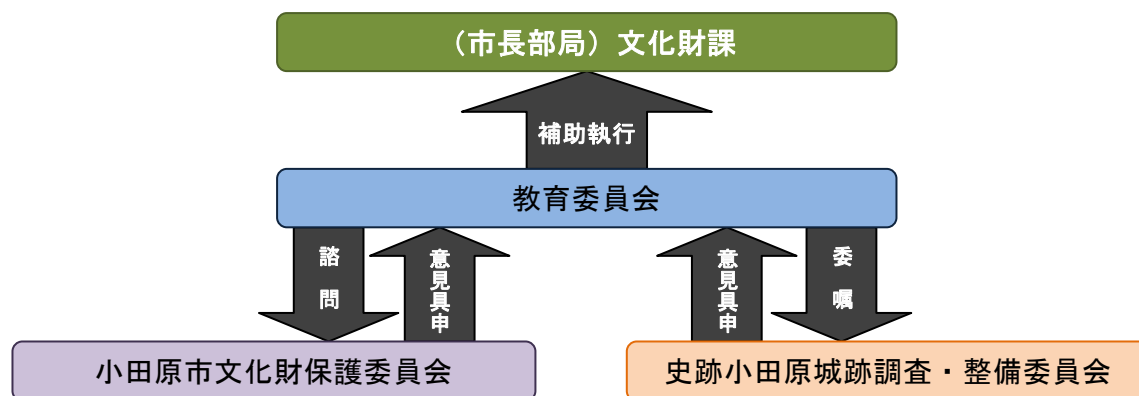 （市長部局）文化財課
補助執行
教育委員会
諮問
意見具申
意見具申
委嘱
小田原市文化財保護委員会
史跡小田原城跡調査・整備委員会